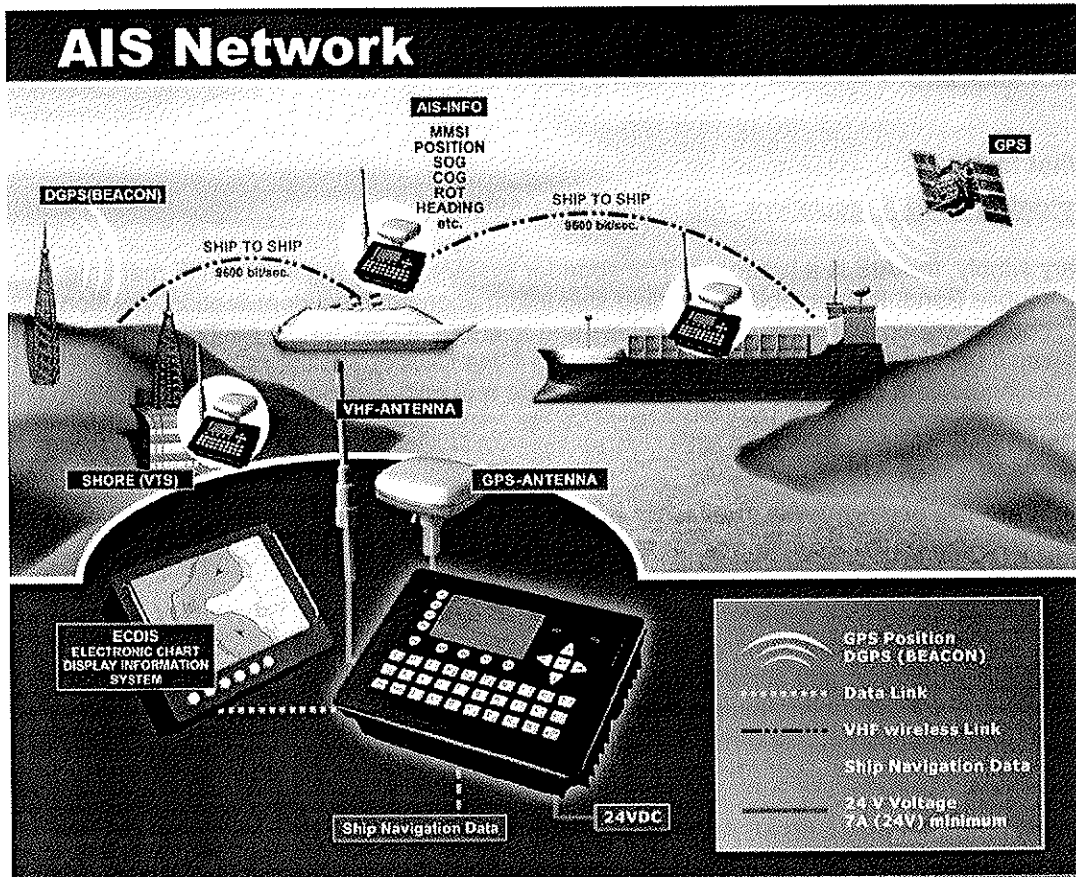 AIS Network
AIS-INFO
MMSI
POSITION
SOG
COG
ROT
HEADING
etc.
GPS
DGPS(BEACON)
SHIP TO SHIP
9600 bit/sec.
SHIP TO SHIP
9600 bit/sec.
VHF-ANTENNA
SHORE (VTS)
GPS-ANTENNA
ECDIS
ELECTRONIC CHART
DISPLAY INFORMATION
SYSTEM
GPS Position
DGPS (BEACON)
Data Link
VHF wireless Link
Ship Navigation Data
24 V Voltage
7A (24V) minimum
Ship Navigation Data
24VDC